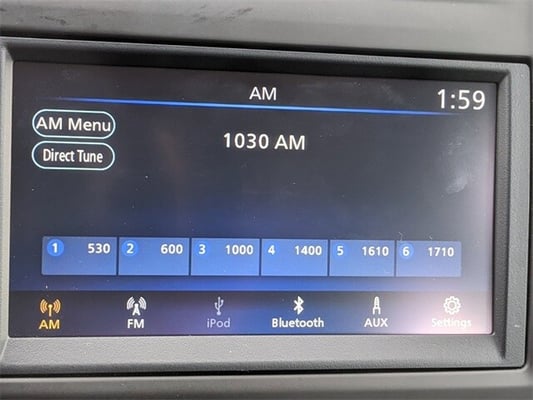 AM
1:59
AM Menu
1030 AM
Direct Tune
1 530 2 600 3 1000 4 1400 5 1610 6 1710
AM FM iPod Bluetooth AUX Settings